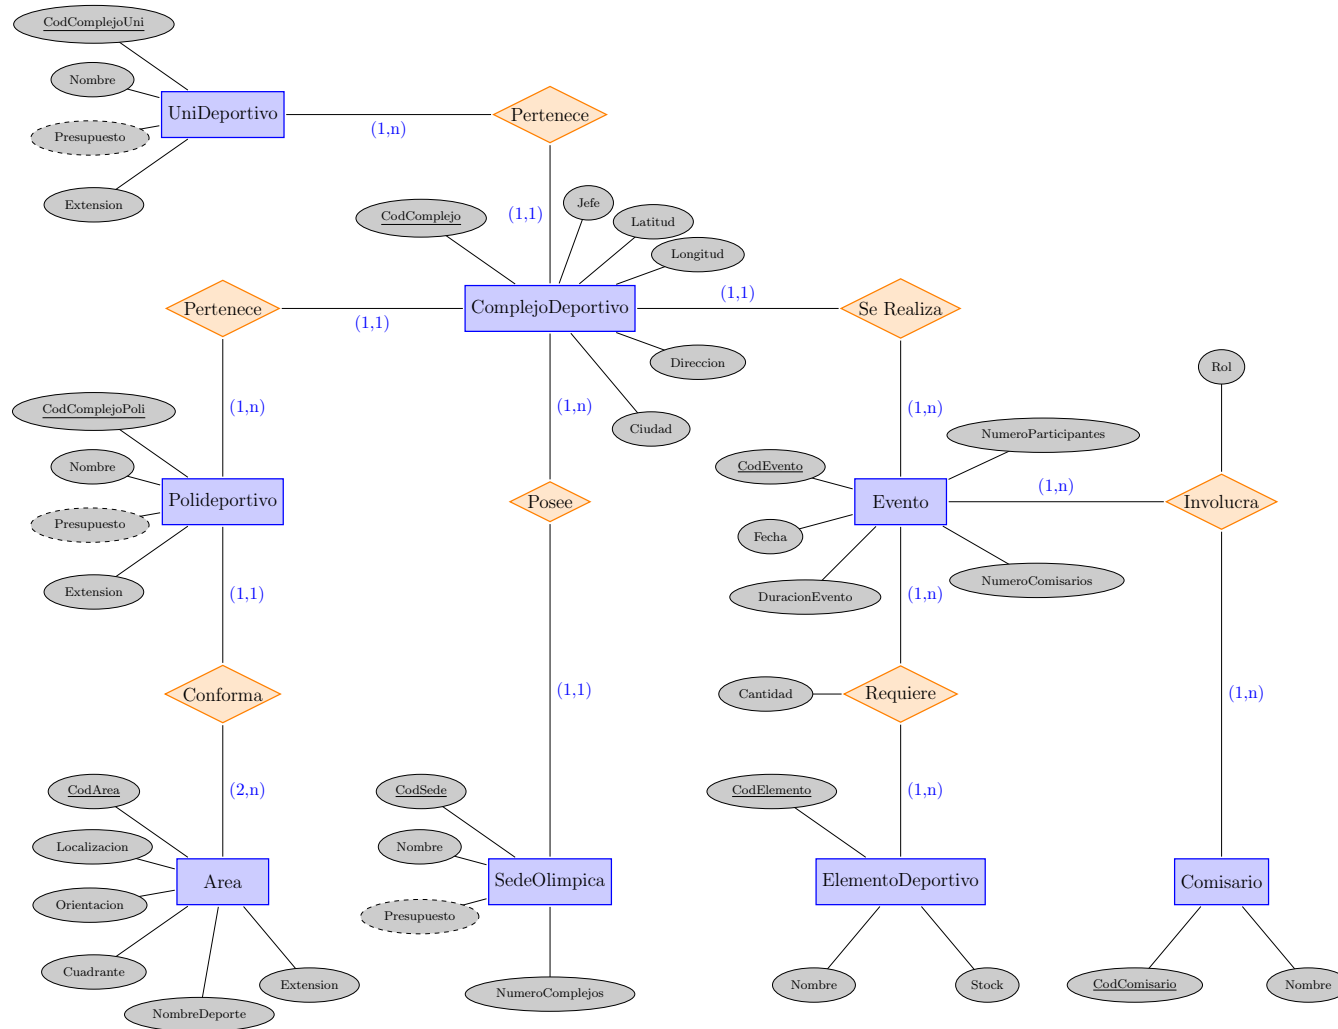 CodComplejoUni
Nombre
Presupuesto
Extension
UniDeportivo
(1,n)
Pertenece
(1,1)
CodComplejo
Jefe
Latitud
Longitud
ComplejoDeportivo
Direccion
Ciudad
Pertenece
(1,1)
(1,1)
Se Realiza
(1,n)
(1,n)
(1,n)
Rol
CodComplejoPoli
Nombre
Presupuesto
Extension
Polideportivo
Posee
CodEvento
NumeroParticipantes
Evento
Fecha
DuracionEvento
NumeroComisarios
(1,n)
Involucra
(1,1)
(1,n)
Conforma
(1,1)
Cantidad
Requiere
(1,n)
(2,n)
(1,n)
CodArea
Localizacion
Orientacion
Cuadrante
NombreDeporte
Extension
Area
CodSede
Nombre
Presupuesto
NumeroComplejos
SedeOlimpica
CodElemento
ElementoDeportivo
Nombre
Stock
Comisario
CodComisario
Nombre